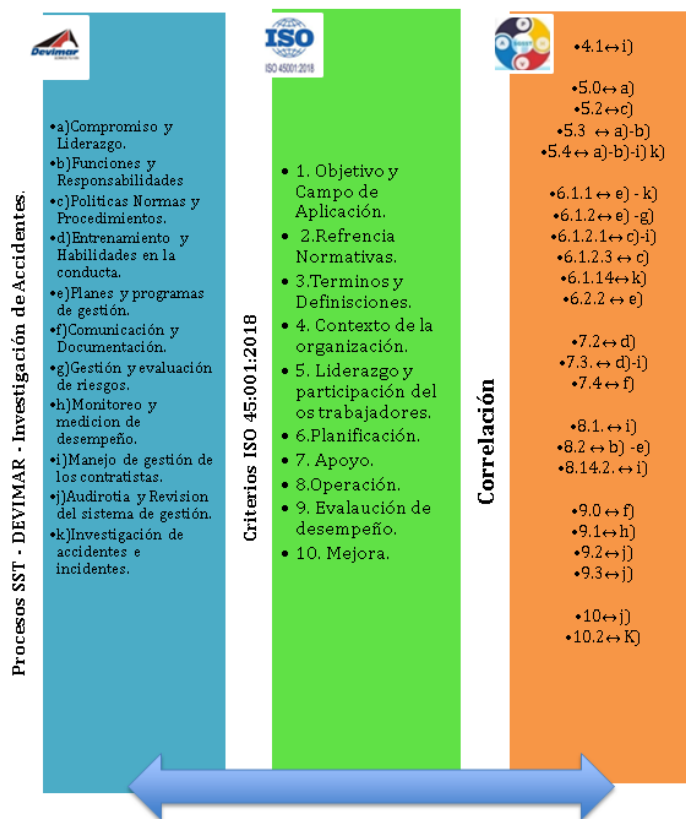 Devimar
ISO
ISO 45001:2018
Procesos SST - DEVIMAR - Investigación de Accidentes.
•a)Compromiso y
Liderazgo.
•b)Funciones y
Responsabilidades
•c)Politicas Normas y
Procedimientos.
•d)Entrenamiento y
Habilidades en la
conducta.
•e)Planes y programas
de gestión.
•f)Comunicación y
Documentación.
•g)Gestión y evaluación
de riesgos.
•h)Monitoreo y
medicion de
desempeño.
•i)Manejo de gestión de
los contratistas.
•j)Audirotia y Revision
del sistema de gestión.
•k)Investigación de
accidentes e
incidentes.
Criterios ISO 45:001:2018
• 1. Objetivo y
Campo de
Aplicación.
• 2.Refrencia
Normativas.
• 3.Terminos y
Definisciones.
• 4. Contexto de la
organización.
• 5. Liderazgo y
participación del
os trabajadores.
• 6.Planificación.
• 7. Apoyo.
• 8.Operación.
• 9. Evalaución de
desempeño.
• 10. Mejora.
Correlación
•4.1↔i)
•5.0↔a)
•5.2↔c)
•5.3 ↔ a)-b)
•5.4↔a)-b)-i) k)
•6.1.1↔e) - k)
•6.1.2↔e) -g)
•6.1.2.1↔c)-i)
•6.1.2.3↔c)
•6.1.14↔k)
•6.2.2↔e)
•7.2↔d)
•7.3.↔d)-i)
•7.4↔f)
•8.1.↔i)
•8.2↔b) -e)
•8.14.2.↔i)
•9.0↔f)
•9.1↔h)
•9.2↔j)
•9.3↔j)
•10↔j)
•10.2↔K)